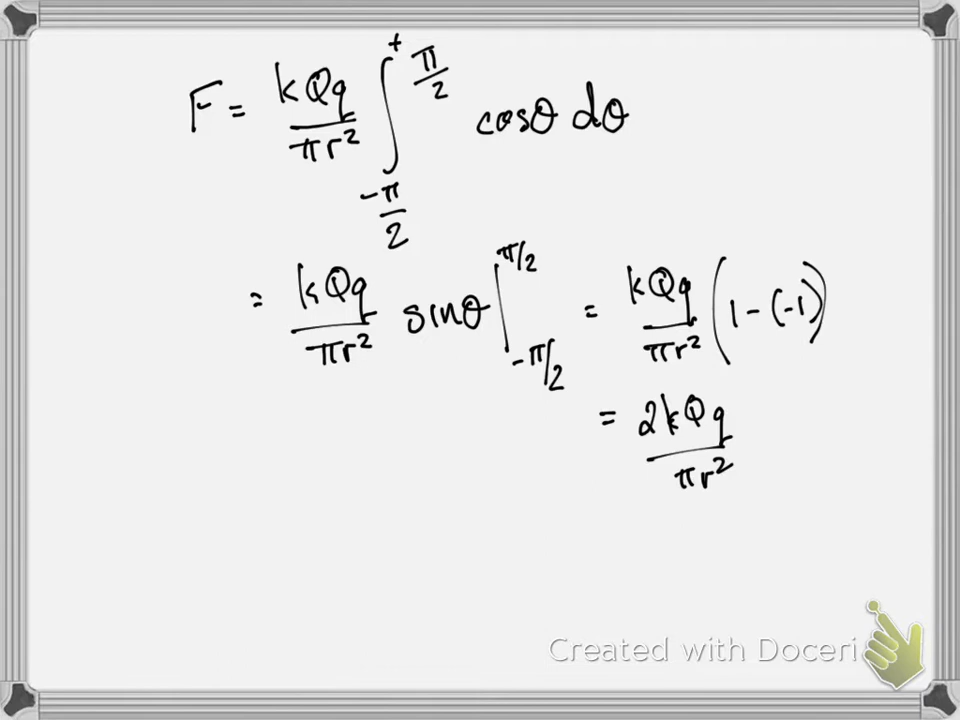 F = kQq/πr² ∫_{-π/2}^{+π/2} cosθ dθ
= kQq/πr² sinθ |_{-π/2}^{π/2} = kQq/πr² (1 - (-1))
= 2kQq/πr²
Created with Doceri